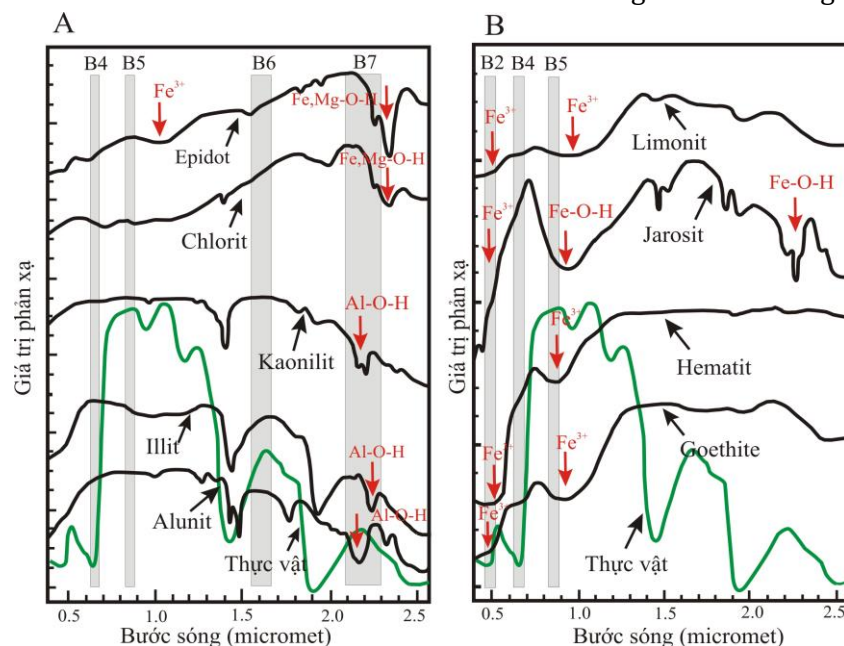 A
B4 B5 B6 B7
Fe³⁺
Fe,Mg-O-H
Epidot
Fe,Mg-O-H
Chlorit
Al-O-H
Kaonilit
Illit
Al-O-H
Alunit
Al-O-H
Thực vật
0.5 1.0 1.5 2.0 2.5
Bước sóng (micromet)
Giá trị phản xạ
B
B2 B4 B5
Fe³⁺
Fe³⁺
Limonit
Fe³⁺
Fe-O-H
Fe-O-H
Jarosit
Fe³⁺
Hematit
Fe³⁺
Fe³⁺
Goethite
Fe³⁺
Thực vật
0.5 1.0 1.5 2.0 2.5
Bước sóng (micromet)
Giá trị phản xạ